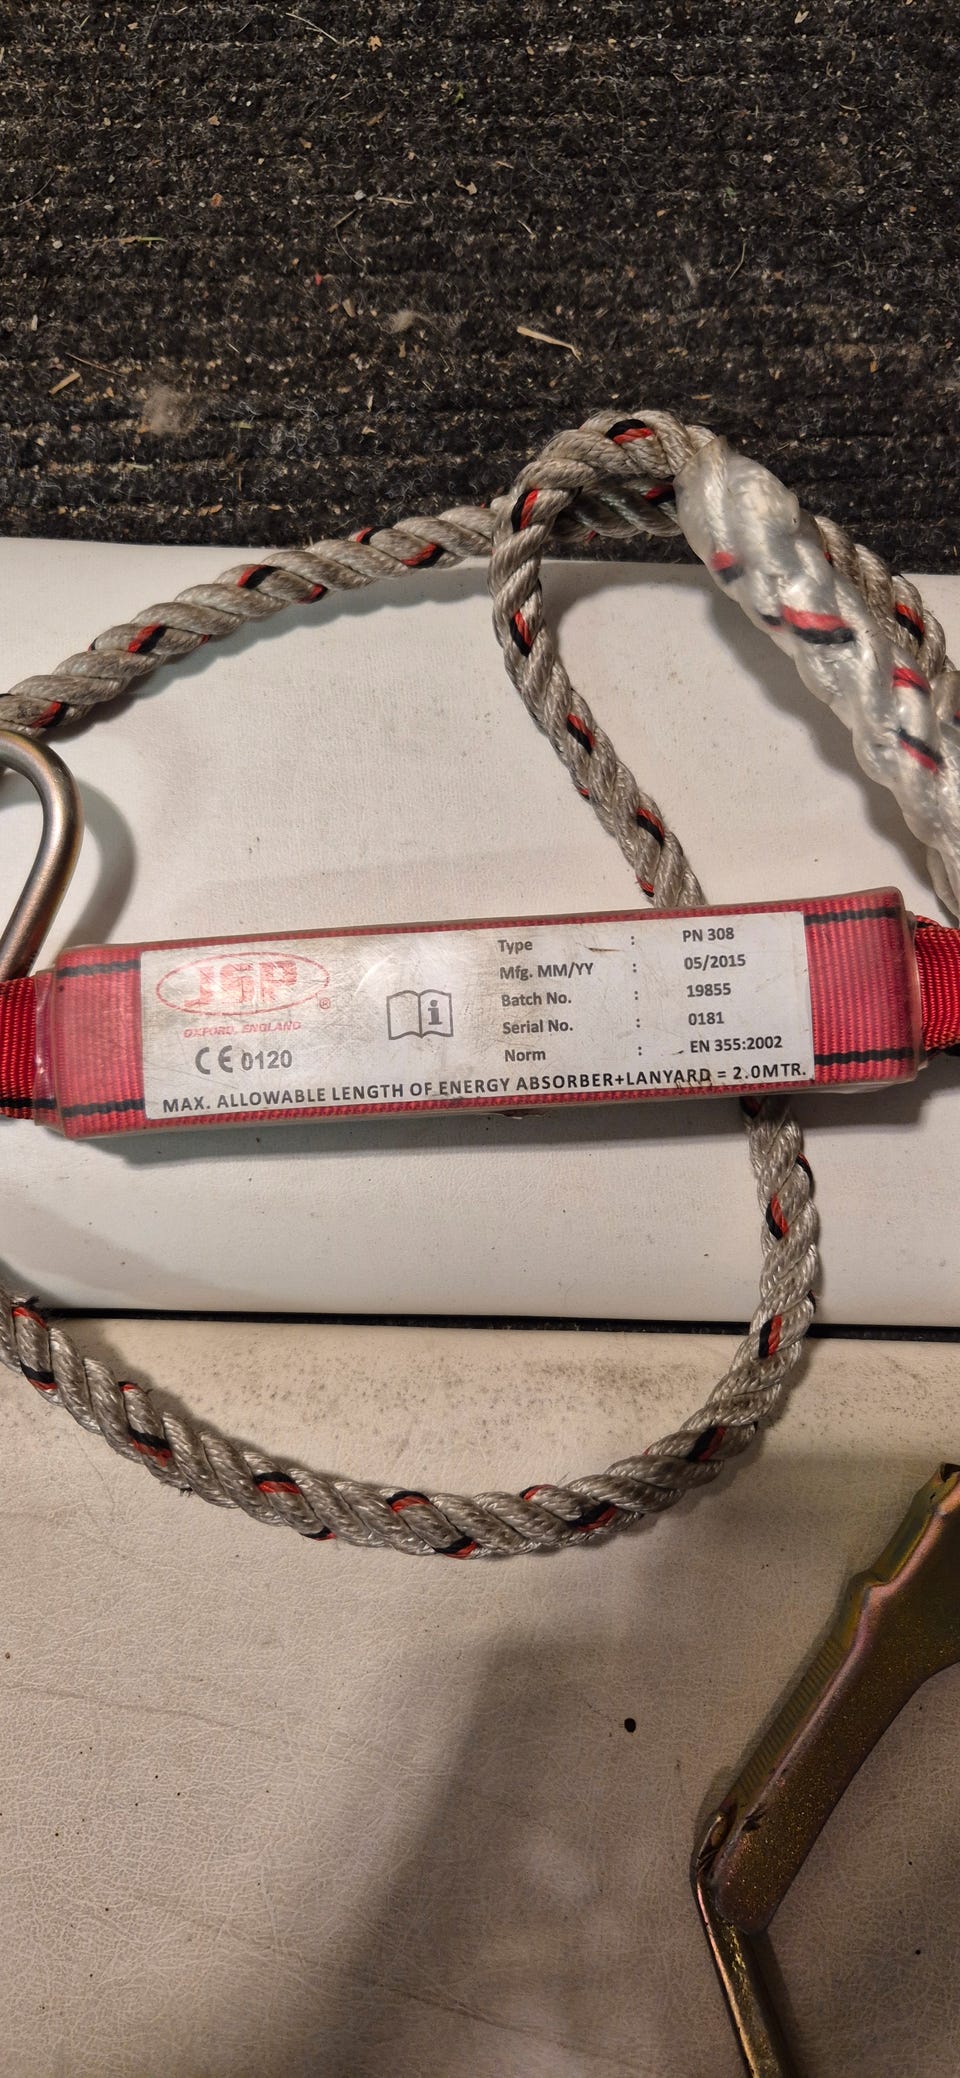 JSP®
OXFORD, ENGLAND
CE 0120
i
Type : PN 308
Mfg. MM/YY : 05/2015
Batch No. : 19855
Serial No. : 0181
Norm : EN 355:2002
MAX. ALLOWABLE LENGTH OF ENERGY ABSORBER+LANYARD = 2.0MTR.